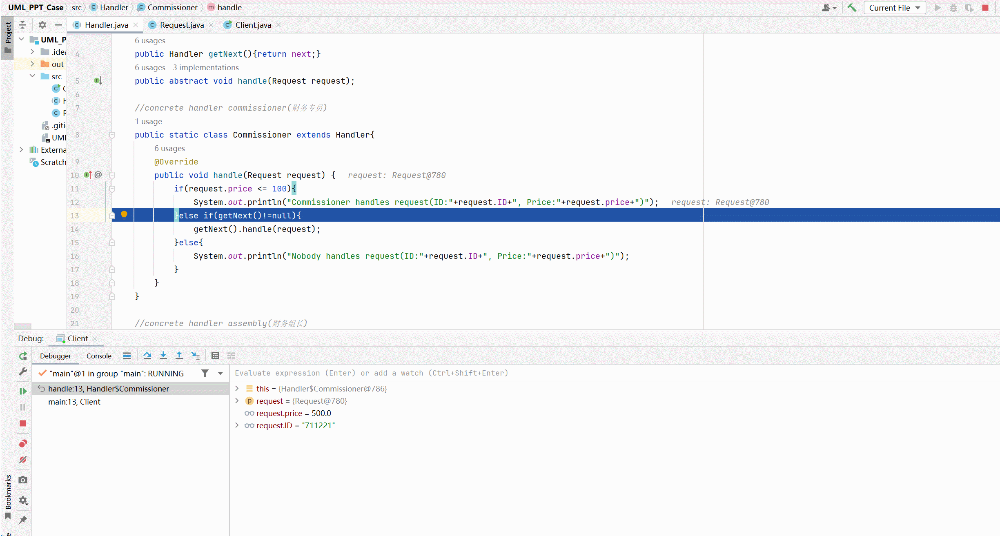 UML_PPT_Case src Handler Commissioner handle
Current File
Project
Handler.java Request.java Client.java
UML_P
.idea
out
src
C
H
R
.giti
UML
Externa
Scratch
6 usages
4 public Handler getNext(){return next;}
6 usages 3 implementations
5 public abstract void handle(Request request);
6
7 //concrete handler commissioner(财务专员)
1 usage
8 public static class Commissioner extends Handler{
6 usages
9 @Override
10 @ public void handle(Request request) { request: Request@780
11 if(request.price <= 100){
12 System.out.println("Commissioner handles request(ID:"+request.ID+", Price:"+request.price+")"); request: Request@780
13 }else if(getNext()!=null){
14 getNext().handle(request);
15 }else{
16 System.out.println("Nobody handles request(ID:"+request.ID+", Price:"+request.price+")");
17 }
18 }
19 }
20
21 //concrete handler assembly(财务组长)
Debug: Client
Debugger Console
"main"@1 in group "main": RUNNING
handle:13, Handler$Commissioner
main:13, Client
Evaluate expression (Enter) or add a watch (Ctrl+Shift+Enter)
this = {Handler$Commissioner@786}
request = {Request@780}
request.price = 500.0
request.ID = "711221"
Bookmarks